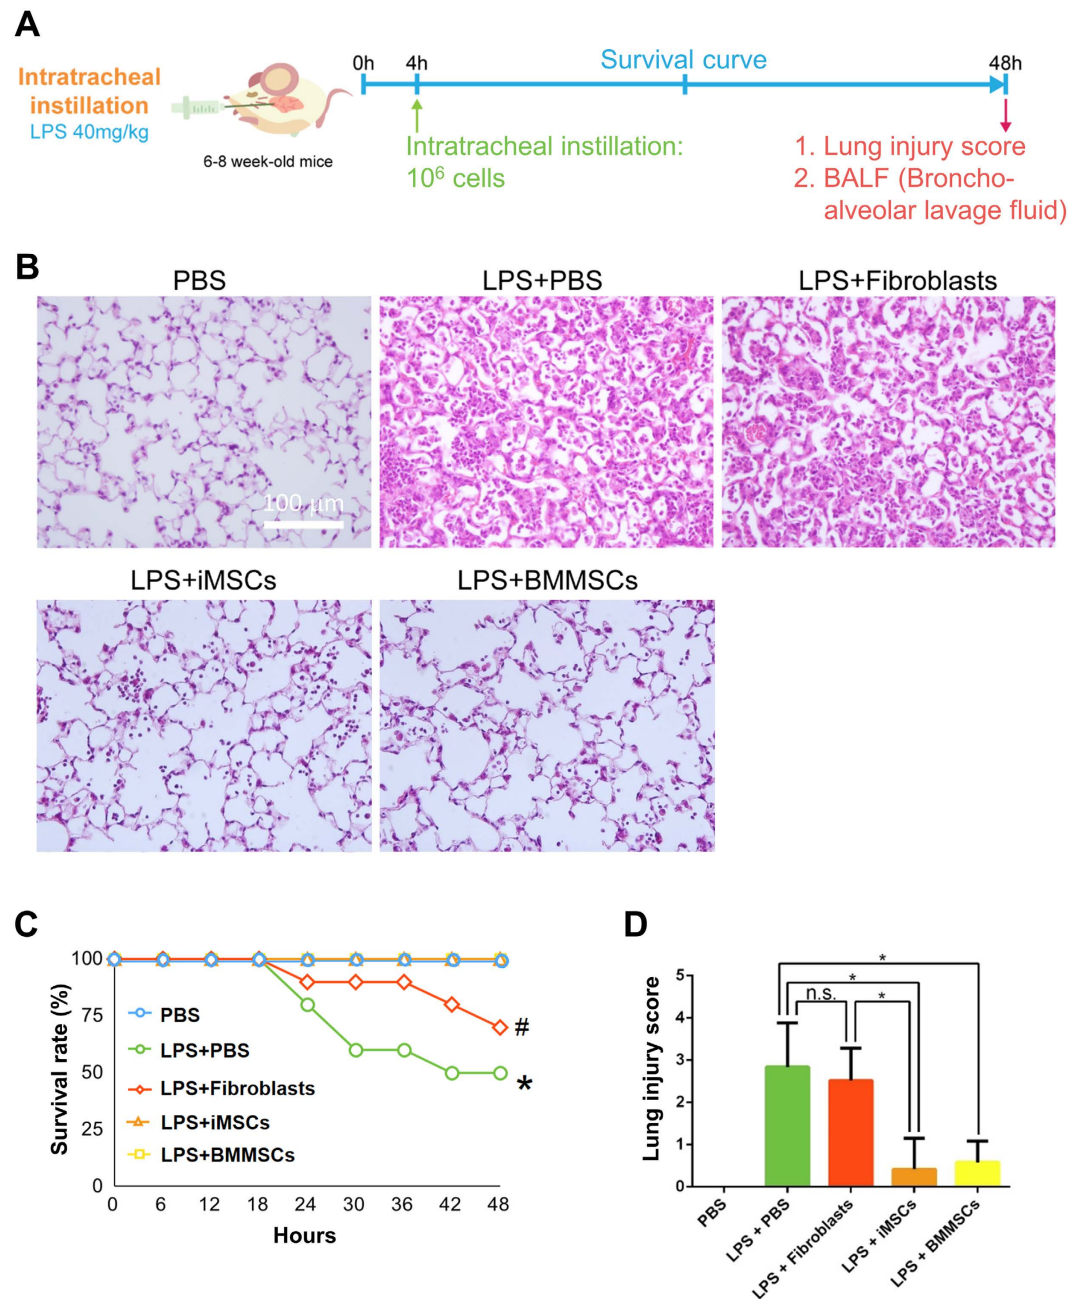 A
Intratracheal
instillation
LPS 40mg/kg
6-8 week-old mice
0h
4h
Survival curve
48h
Intratracheal instillation:
10⁶ cells
1. Lung injury score
2. BALF (Broncho-
alveolar lavage fluid)
B
PBS
LPS+PBS
LPS+Fibroblasts
100 μm
LPS+iMSCs
LPS+BMMSCs
C
Survival rate (%)
100
75
50
25
0
PBS
LPS+PBS
LPS+Fibroblasts
LPS+iMSCs
LPS+BMMSCs
#
*
0 6 12 18 24 30 36 42 48
Hours
D
Lung injury score
5
4
3
2
1
0
*
*
n.s.
*
PBS
LPS + PBS
LPS + Fibroblasts
LPS + iMSCs
LPS + BMMSCs